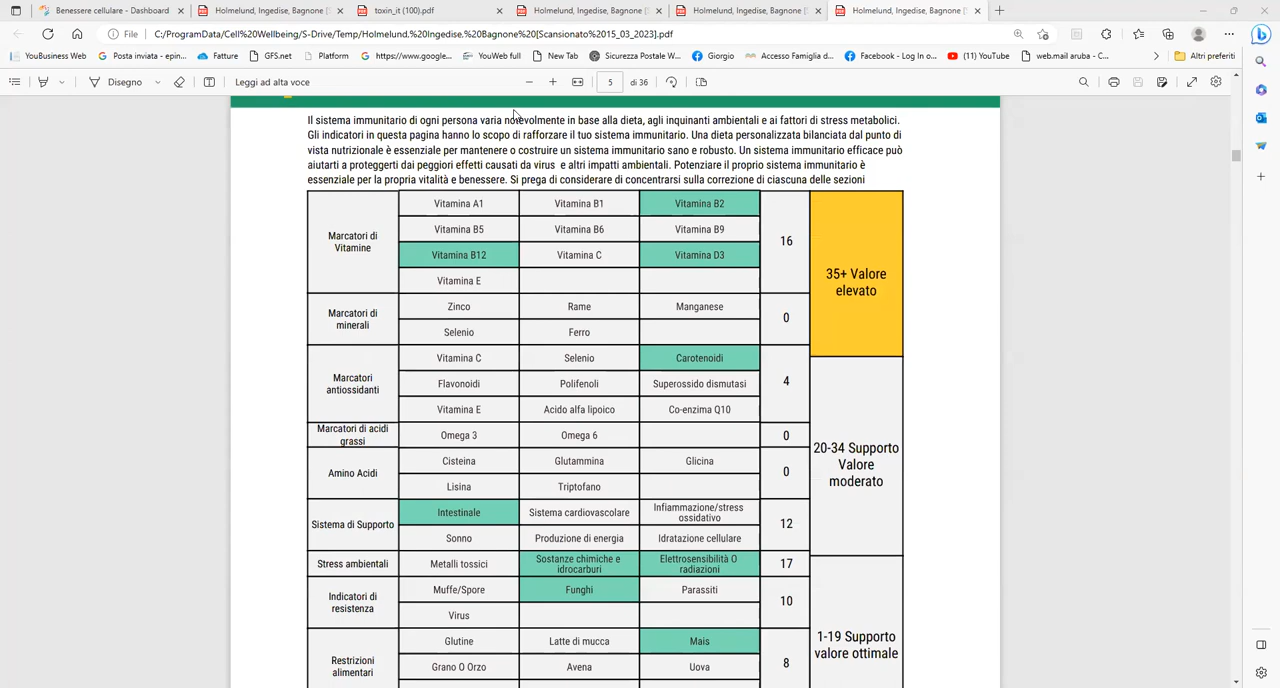 Benessere cellulare - Dashboard
Holmelund, Ingedise, Bagnone [
toxin_it (100).pdf
Holmelund, Ingedise, Bagnone [
Holmelund, Ingedise, Bagnone [
Holmelund, Ingedise, Bagnone [
File
C:/ProgramData/Cell%20Wellbeing/S-Drive/Temp/Holmelund,%20Ingedise,%20Bagnone%20[Scansionato%2015_03_2023].pdf
YouBusiness Web
Posta inviata - epin...
Fatture
GFS.net
Platform
https://www.google...
YouWeb full
New Tab
Sicurezza Postale W...
Giorgio
Accesso Famiglia d...
Facebook - Log In o...
(11) YouTube
web.mail aruba - C...
Altri preferiti
Disegno
Leggi ad alta voce
5
di 36
Il sistema immunitario di ogni persona varia notevolmente in base alla dieta, agli inquinanti ambientali e ai fattori di stress metabolici.
Gli indicatori in questa pagina hanno lo scopo di rafforzare il tuo sistema immunitario. Una dieta personalizzata bilanciata dal punto di
vista nutrizionale è essenziale per mantenere o costruire un sistema immunitario sano e robusto. Un sistema immunitario efficace può
aiutarti a proteggerti dai peggiori effetti causati da virus e altri impatti ambientali. Potenziare il proprio sistema immunitario è
essenziale per la propria vitalità e benessere. Si prega di considerare di concentrarsi sulla correzione di ciascuna delle sezioni
Marcatori di
Vitamine
Vitamina A1
Vitamina B1
Vitamina B2
Vitamina B5
Vitamina B6
Vitamina B9
Vitamina B12
Vitamina C
Vitamina D3
Vitamina E
16
35+ Valore
elevato
Marcatori di
minerali
Zinco
Rame
Manganese
Selenio
Ferro
0
Marcatori
antiossidanti
Vitamina C
Selenio
Carotenoidi
Flavonoidi
Polifenoli
Superossido dismutasi
Vitamina E
Acido alfa lipoico
Co-enzima Q10
4
Marcatori di acidi
grassi
Omega 3
Omega 6
0
20-34 Supporto
Valore
moderato
Amino Acidi
Cisteina
Glutammina
Glicina
Lisina
Triptofano
0
Sistema di Supporto
Intestinale
Sistema cardiovascolare
Infiammazione/stress
ossidativo
Sonno
Produzione di energia
Idratazione cellulare
12
Stress ambientali
Metalli tossici
Sostanze chimiche e
idrocarburi
Elettrosensibilità O
radiazioni
17
Indicatori di
resistenza
Muffe/Spore
Funghi
Parassiti
Virus
10
1-19 Supporto
valore ottimale
Restrizioni
alimentari
Glutine
Latte di mucca
Mais
Grano O Orzo
Avena
Uova
8